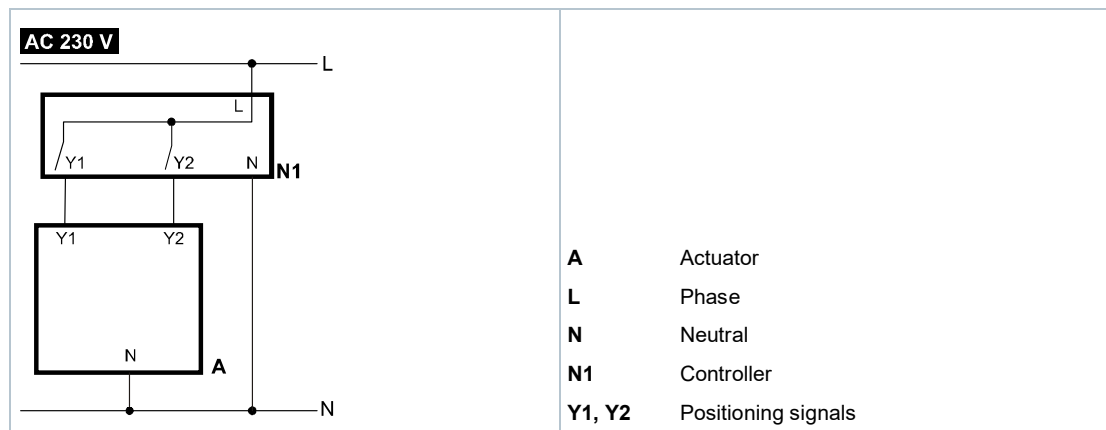 AC 230 V
L
L
Y1 Y2 N
N1
Y1 Y2
N
A
N
A Actuator
L Phase
N Neutral
N1 Controller
Y1, Y2 Positioning signals